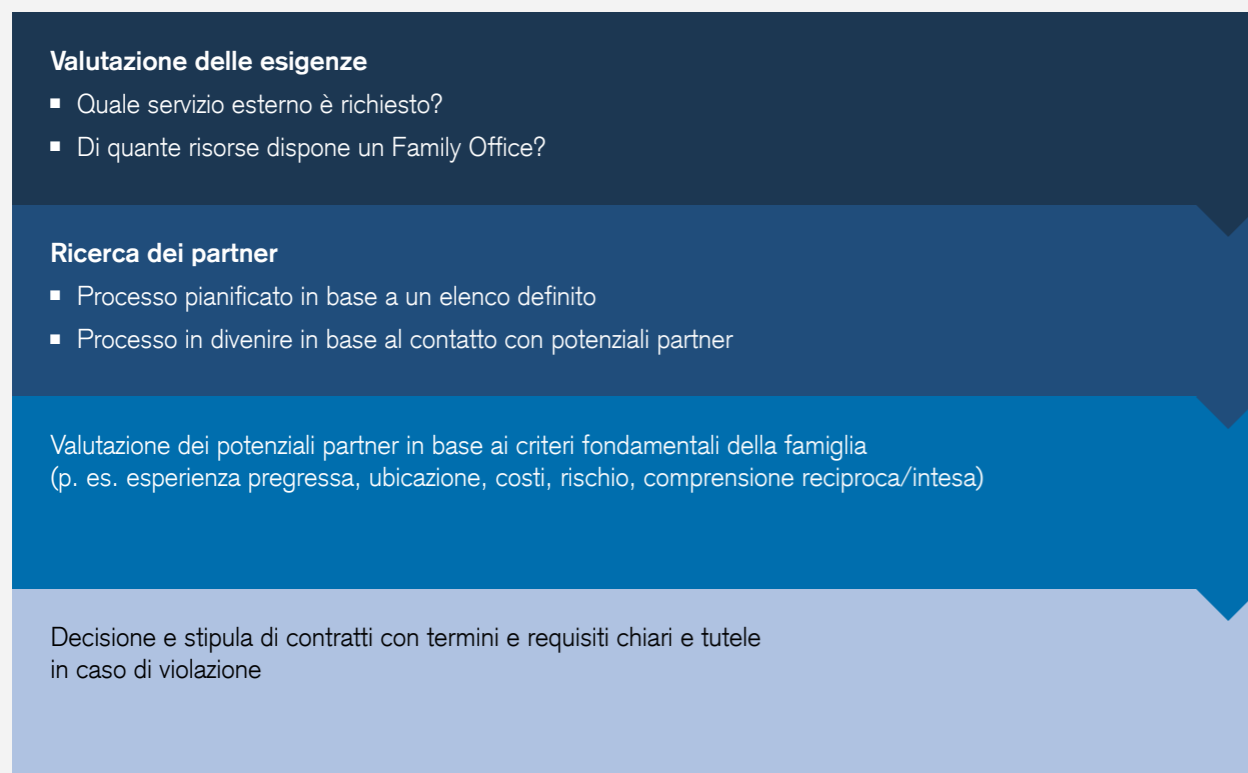 Valutazione delle esigenze
▪ Quale servizio esterno è richiesto?
▪ Di quante risorse dispone un Family Office?
Ricerca dei partner
▪ Processo pianificato in base a un elenco definito
▪ Processo in divenire in base al contatto con potenziali partner
Valutazione dei potenziali partner in base ai criteri fondamentali della famiglia
(p. es. esperienza pregressa, ubicazione, costi, rischio, comprensione reciproca/intesa)
Decisione e stipula di contratti con termini e requisiti chiari e tutele
in caso di violazione